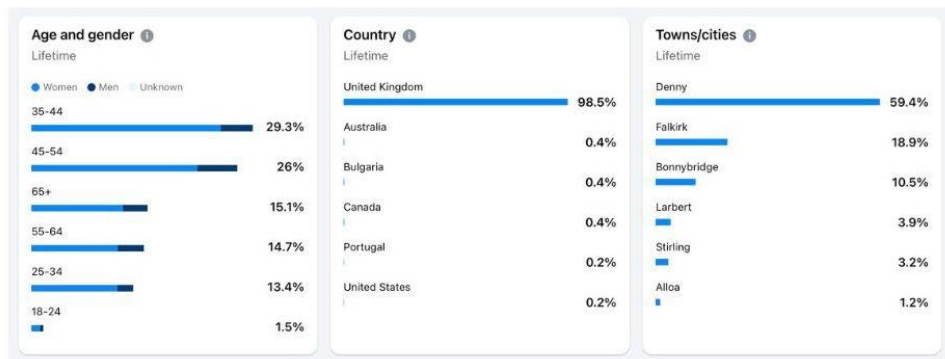 Age and gender
Lifetime
Women Men Unknown
35-44
29.3%
45-54
26%
65+
15.1%
55-64
14.7%
25-34
13.4%
18-24
1.5%
Country
Lifetime
United Kingdom
98.5%
Australia
0.4%
Bulgaria
0.4%
Canada
0.4%
Portugal
0.2%
United States
0.2%
Towns/cities
Lifetime
Denny
59.4%
Falkirk
18.9%
Bonnybridge
10.5%
Larbert
3.9%
Stirling
3.2%
Alloa
1.2%